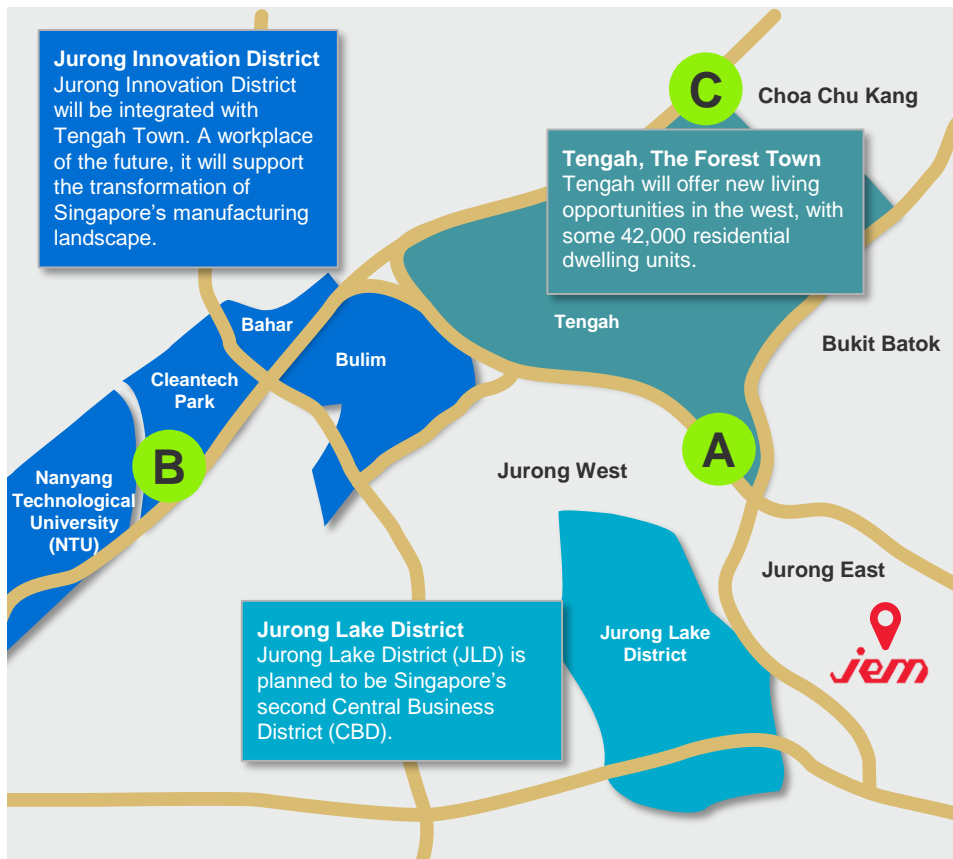 Jurong Innovation District
Jurong Innovation District
will be integrated with
Tengah Town. A workplace
of the future, it will support
the transformation of
Singapore's manufacturing
landscape.
C
Choa Chu Kang
Tengah, The Forest Town
Tengah will offer new living
opportunities in the west, with
some 42,000 residential
dwelling units.
Bahar
Tengah
Bukit Batok
Bulim
Cleantech
Park
A
B
Jurong West
Nanyang
Technological
University
(NTU)
Jurong East
Jurong Lake District
Jurong Lake District (JLD) is
planned to be Singapore's
second Central Business
District (CBD).
Jurong Lake
District
jem